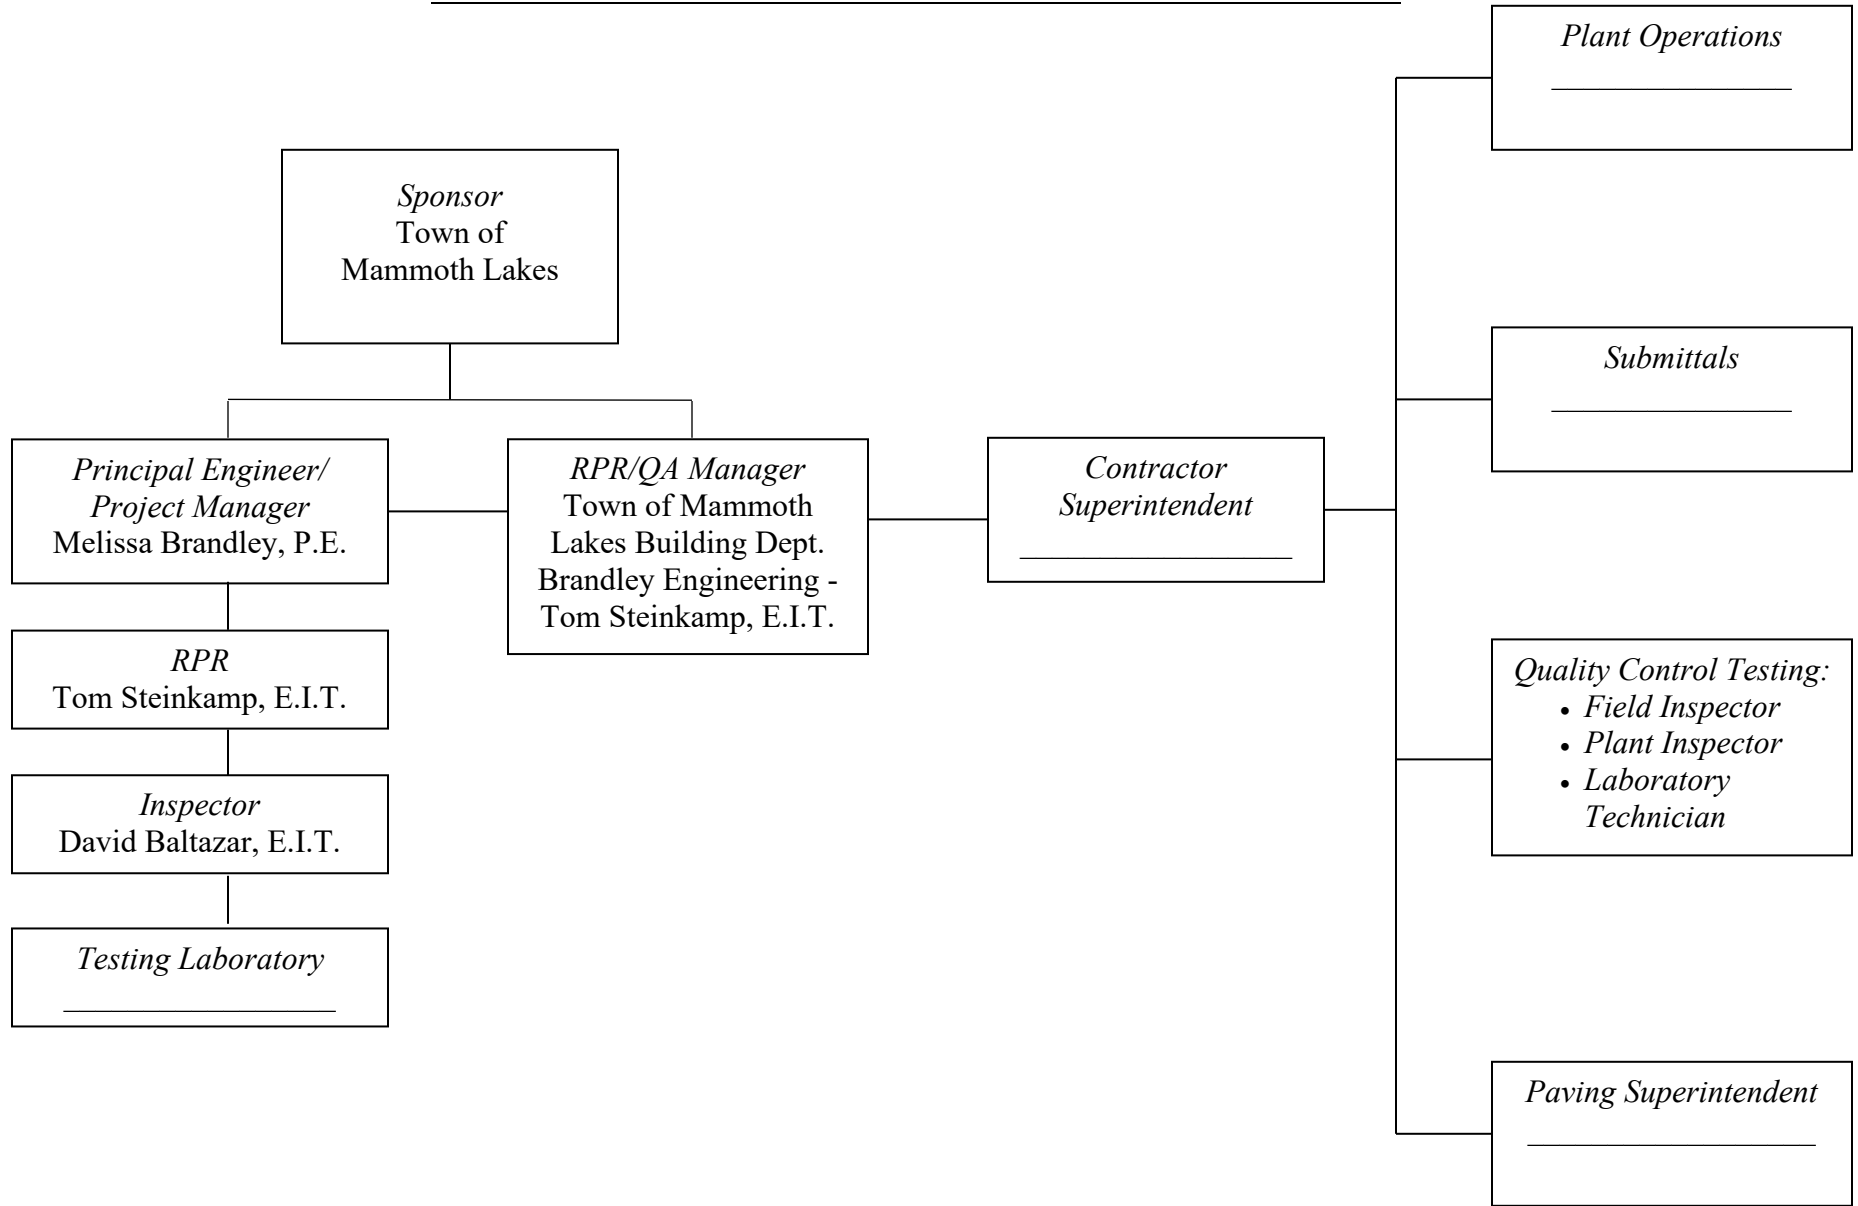 Sponsor
Town of
Mammoth Lakes
Principal Engineer/
Project Manager
Melissa Brandley, P.E.
RPR
Tom Steinkamp, E.I.T.
Inspector
David Baltazar, E.I.T.
Testing Laboratory
RPR/QA Manager
Town of Mammoth
Lakes Building Dept.
Brandley Engineering -
Tom Steinkamp, E.I.T.
Contractor
Superintendent
Plant Operations
Submittals
Quality Control Testing:
• Field Inspector
• Plant Inspector
• Laboratory
Technician
Paving Superintendent